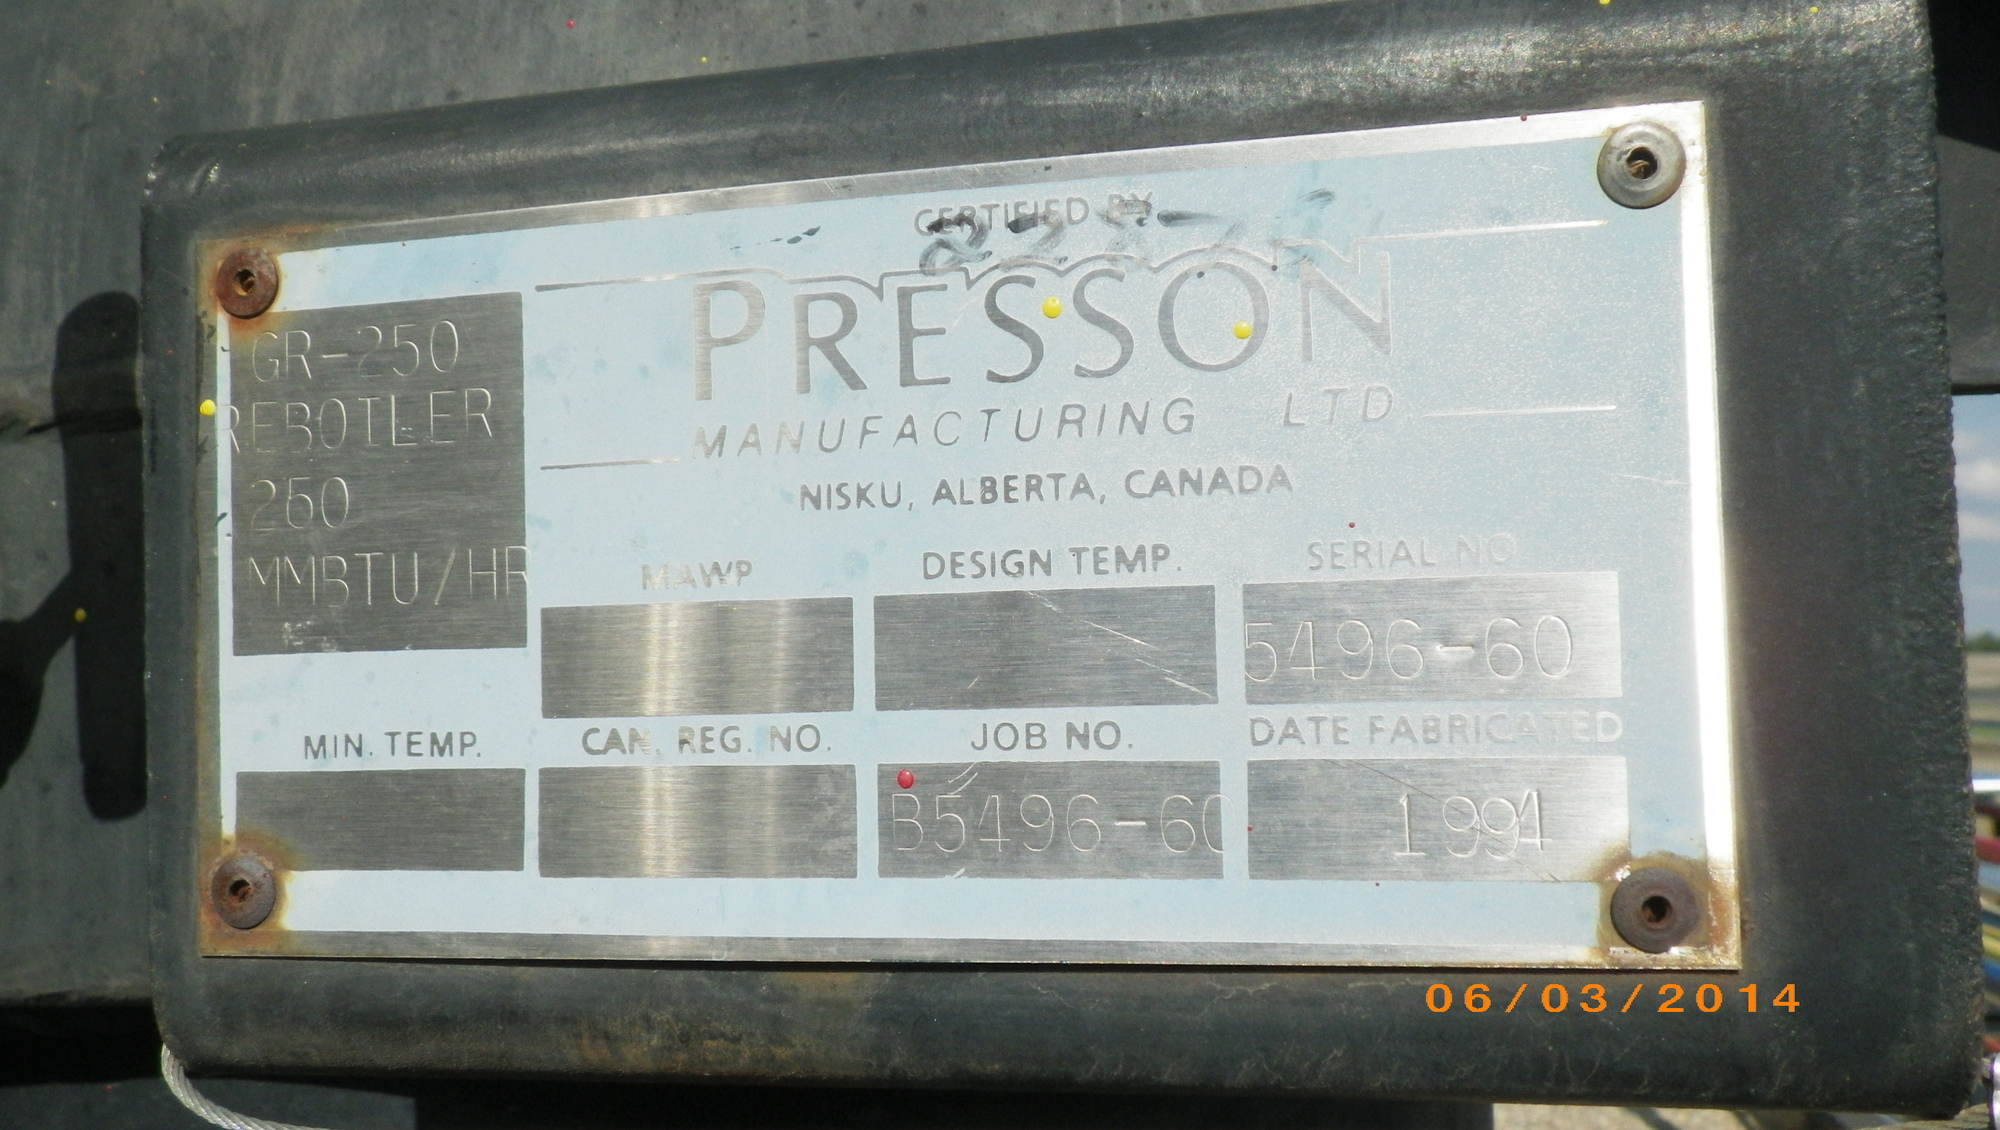 CERTIFIED BY
PRESSON
MANUFACTURING LTD
NISKU, ALBERTA, CANADA
GR-250
REBOILER
250
MMBTU/HR
MAWP
DESIGN TEMP.
SERIAL NO.
5496-60
MIN. TEMP.
CAN. REG. NO.
JOB NO.
DATE FABRICATED
B5496-60
1994
06/03/2014